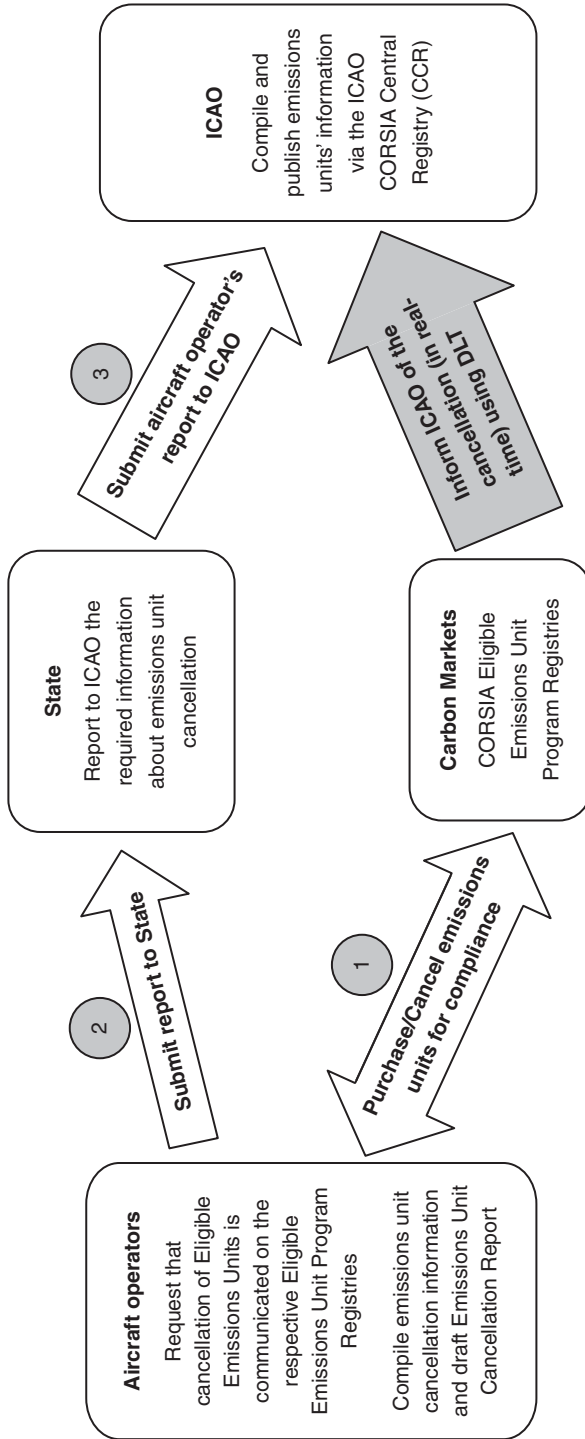 Aircraft operators
Request that
cancellation of Eligible
Emissions Units is
communicated on the
respective Eligible
Emissions Unit Program
Registries
Compile emissions unit
cancellation information
and draft Emissions Unit
Cancellation Report
1
Purchase/Cancel emissions
units for compliance
2
Submit report to State
State
Report to ICAO the
required information
about emissions unit
cancellation
Carbon Markets
CORSIA Eligible
Emissions Unit
Program Registries
3
Submit aircraft operator's
report to ICAO
Inform ICAO of the
cancellation (in real-
time) using DLT
ICAO
Compile and
publish emissions
units' information
via the ICAO
CORSIA Central
Registry (CCR)